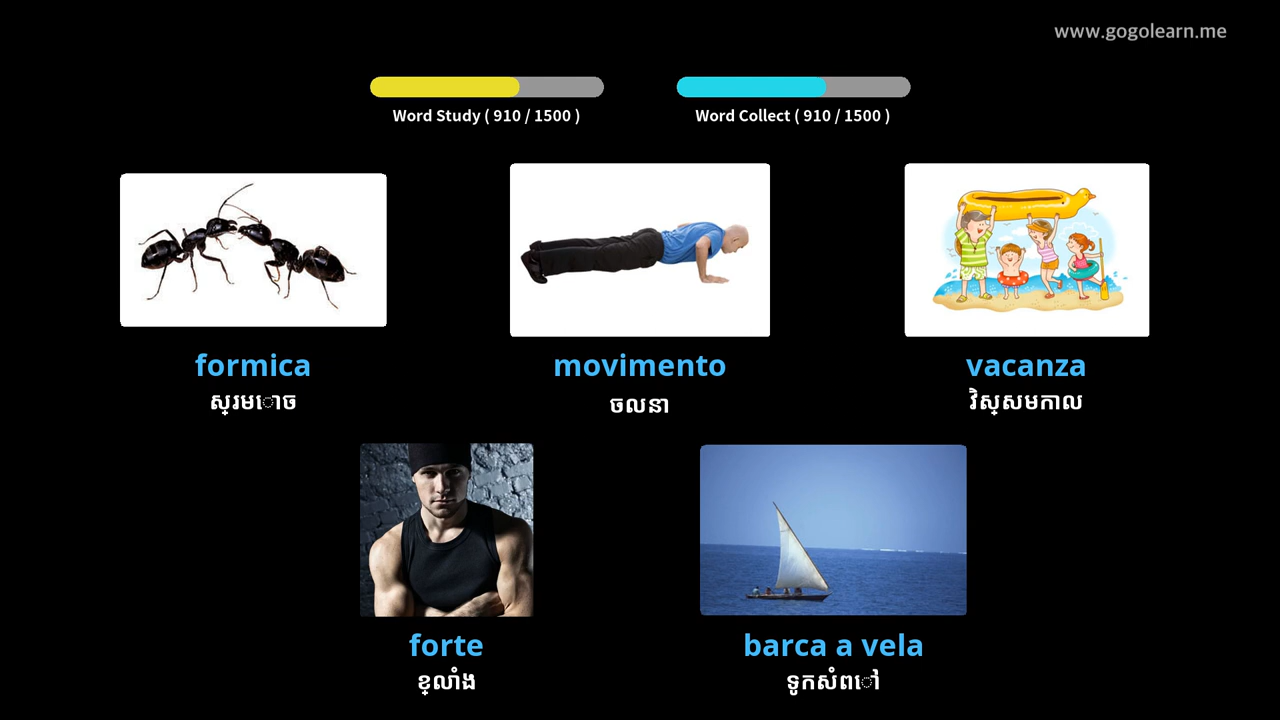 www.gogolearn.me
Word Study ( 910 / 1500 )
Word Collect ( 910 / 1500 )
formica
movimento
vacanza
ស្រមោច
ចលនា
វិស្សមកាល
forte
barca a vela
ខ្លាំង
ទូកសំពៅ